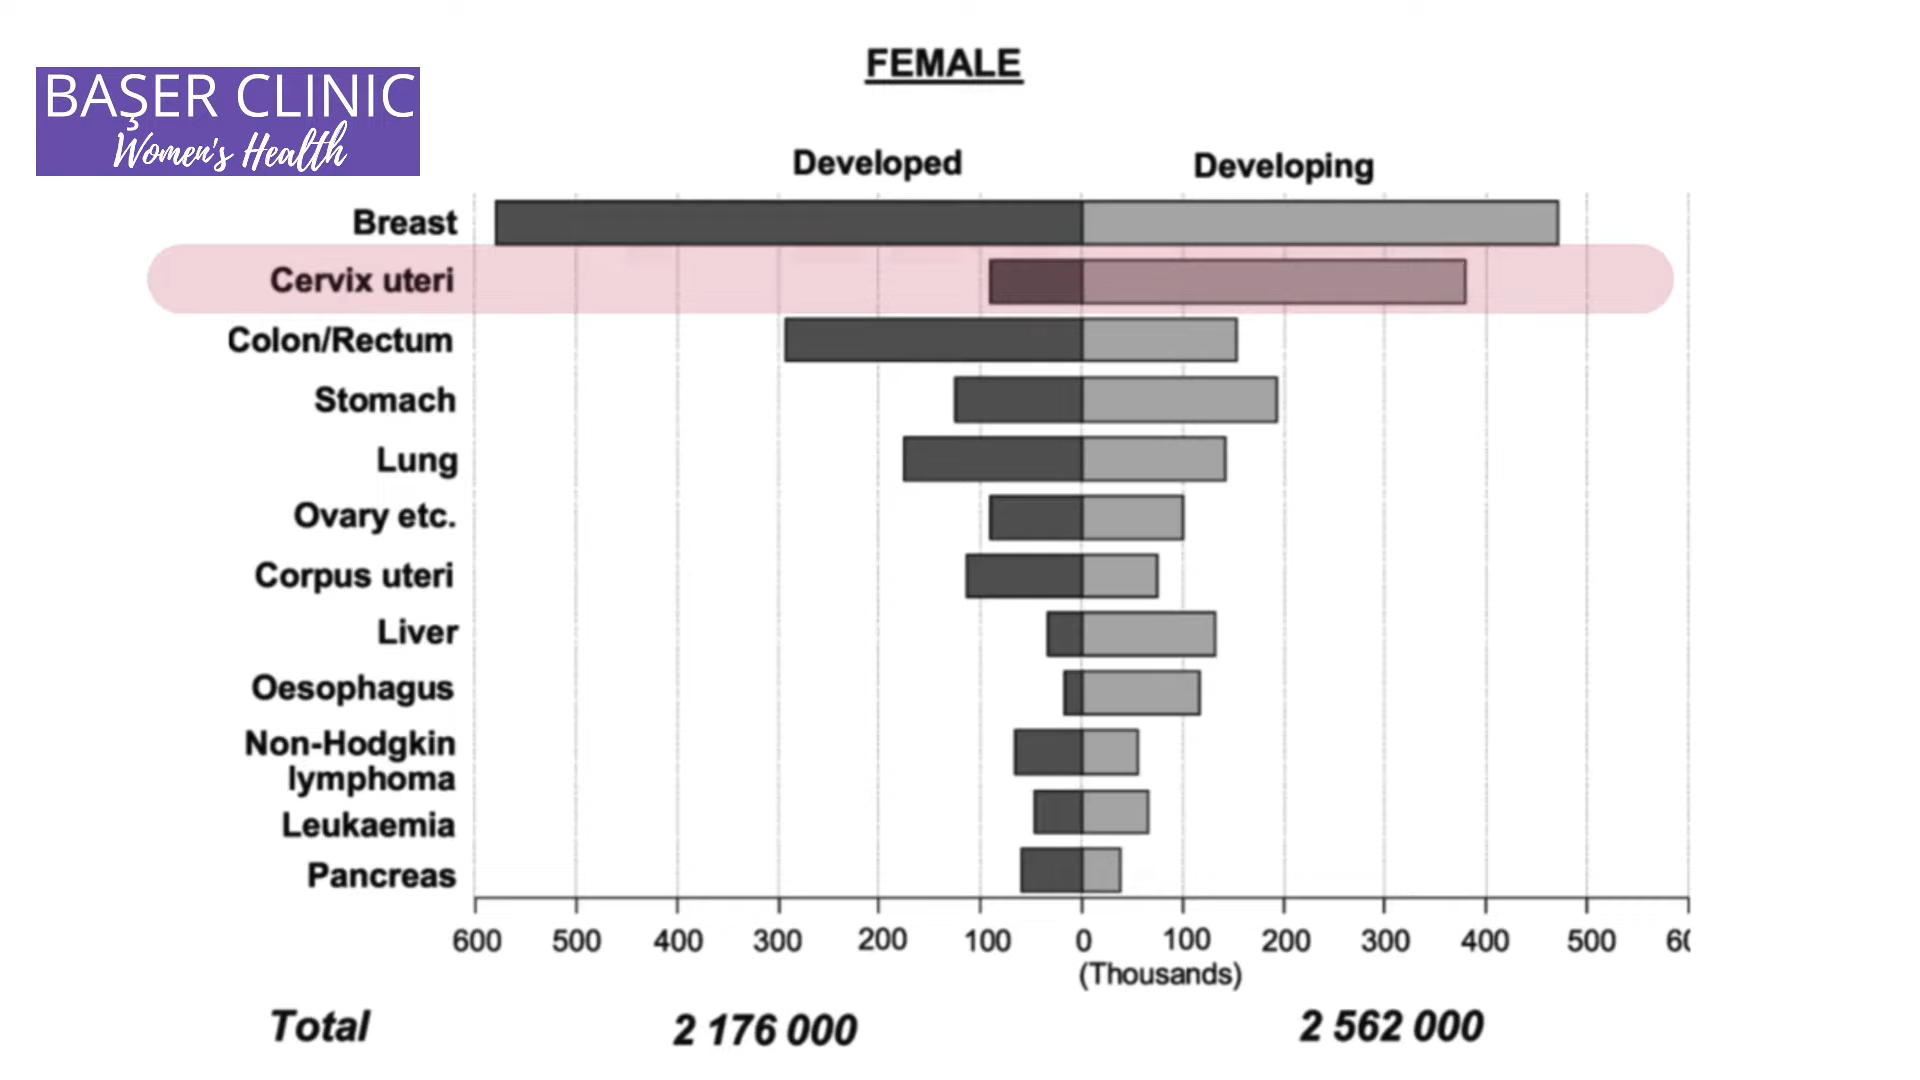 FEMALE
BAŞER CLINIC
Women's Health
Developed Developing
Breast
Cervix uteri
Colon/Rectum
Stomach
Lung
Ovary etc.
Corpus uteri
Liver
Oesophagus
Non-Hodgkin
lymphoma
Leukaemia
Pancreas
600 500 400 300 200 100 0 100 200 300 400 500
(Thousands)
Total 2 176 000 2 562 000